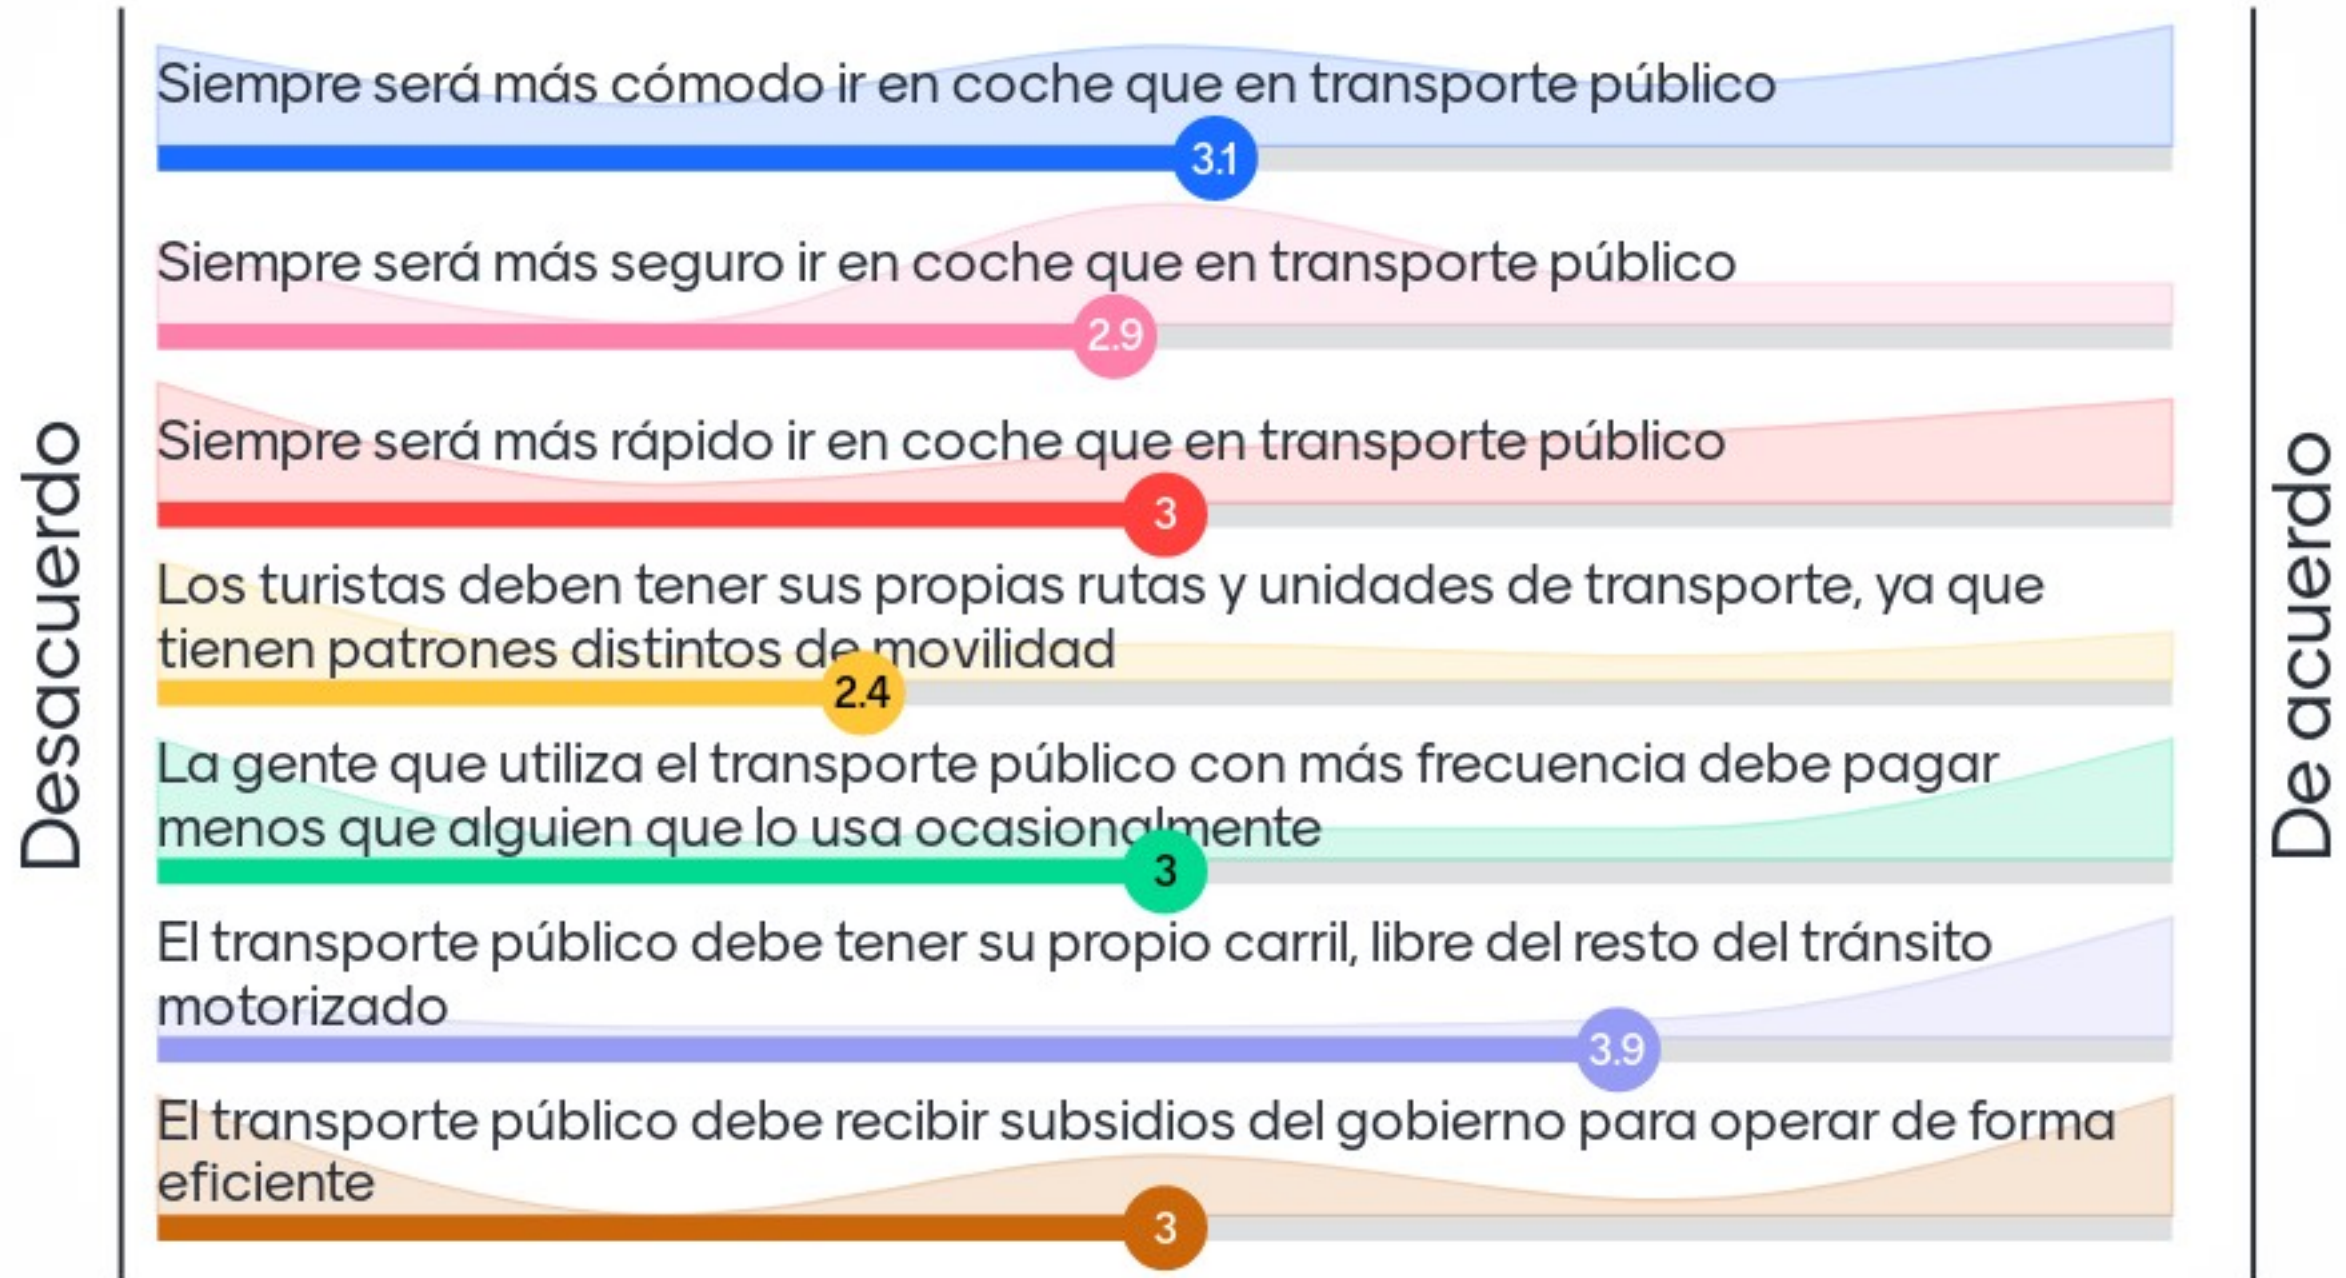 Siempre será más cómodo ir en coche que en transporte público
3.1
Siempre será más seguro ir en coche que en transporte público
2.9
Siempre será más rápido ir en coche que en transporte público
3
Los turistas deben tener sus propias rutas y unidades de transporte, ya que
tienen patrones distintos de movilidad
2.4
La gente que utiliza el transporte público con más frecuencia debe pagar
menos que alguien que lo usa ocasionalmente
3
El transporte público debe tener su propio carril, libre del resto del tránsito
motorizado
3.9
El transporte público debe recibir subsidios del gobierno para operar de forma
eficiente
3
Desacuerdo
De acuerdo